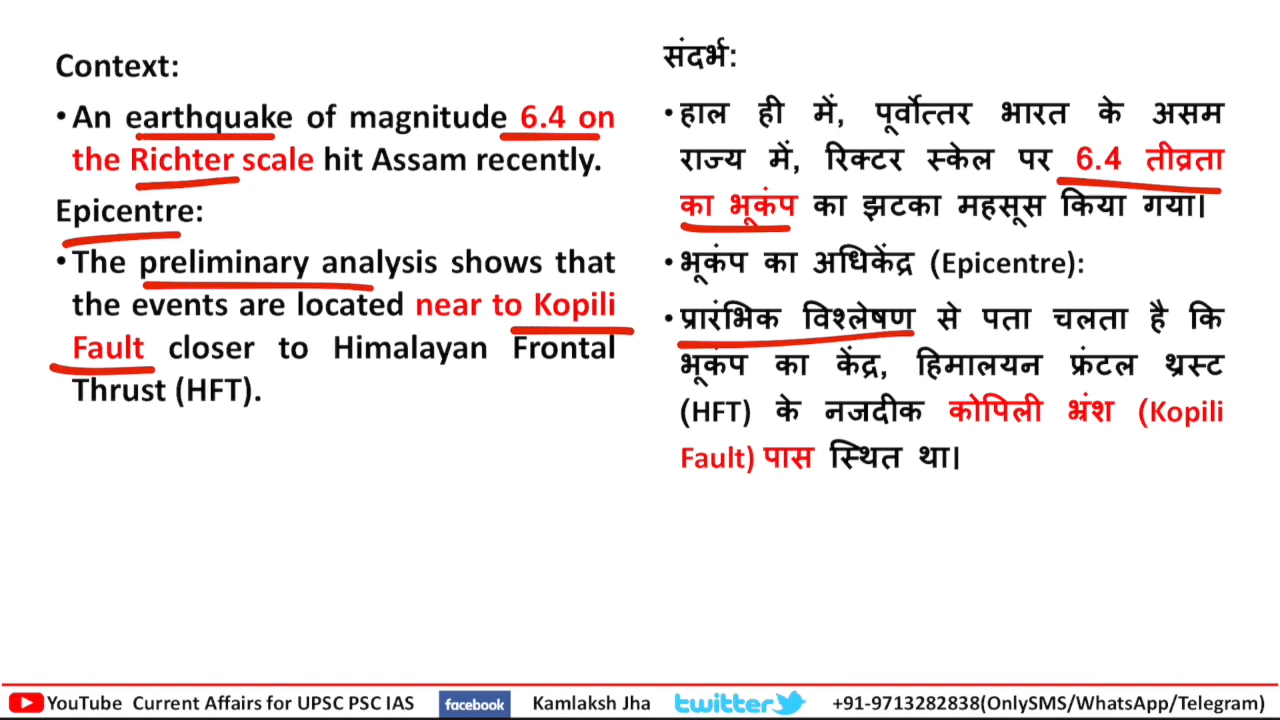 Context:
• An earthquake of magnitude 6.4 on
the Richter scale hit Assam recently.
Epicentre:
• The preliminary analysis shows that
the events are located near to Kopili
Fault closer to Himalayan Frontal
Thrust (HFT).
संदर्भ:
• हाल ही में, पूर्वोत्तर भारत के असम
राज्य में, रिक्टर स्केल पर 6.4 तीव्रता
का भूकंप का झटका महसूस किया गया।
• भूकंप का अधिकेंद्र (Epicentre):
• प्रारंभिक विश्लेषण से पता चलता है कि
भूकंप का केंद्र, हिमालयन फ्रंटल थ्रस्ट
(HFT) के नजदीक कोपिली भ्रंश (Kopili
Fault) पास स्थित था।
YouTube Current Affairs for UPSC PSC IAS facebook Kamlaksh Jha twitter +91-9713282838(OnlySMS/WhatsApp/Telegram)